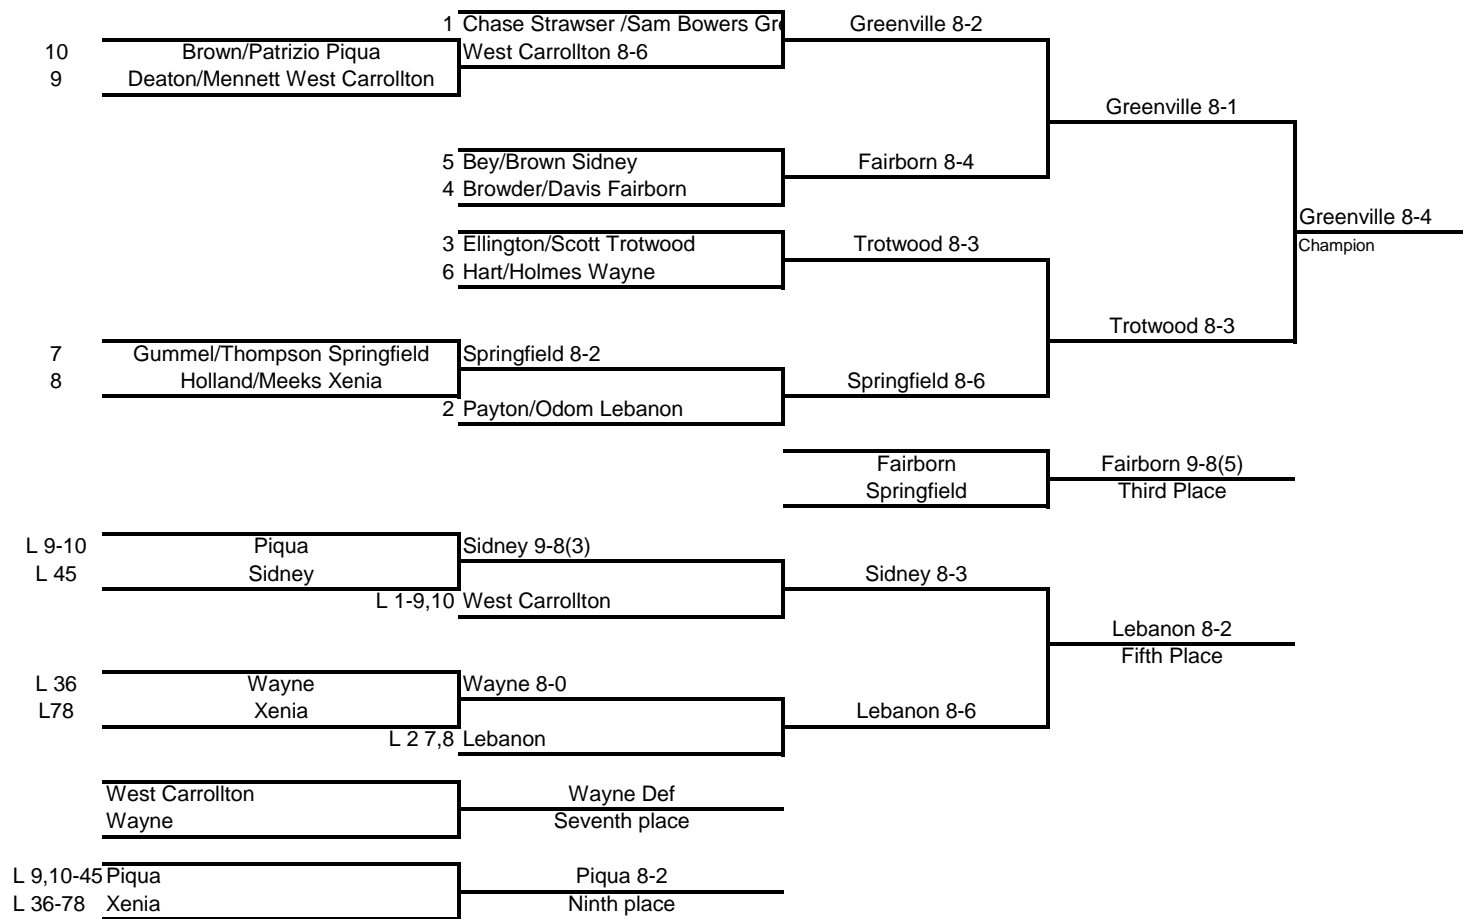 1 Chase Strawser /Sam Bowers Gre
Greenville 8-2
10 Brown/Patrizio Piqua
West Carrollton 8-6
9 Deaton/Mennett West Carrollton
Greenville 8-1
5 Bey/Brown Sidney
Fairborn 8-4
4 Browder/Davis Fairborn
Greenville 8-4
Champion
3 Ellington/Scott Trotwood
Trotwood 8-3
6 Hart/Holmes Wayne
Trotwood 8-3
7 Gummel/Thompson Springfield
Springfield 8-2
8 Holland/Meeks Xenia
Springfield 8-6
2 Payton/Odom Lebanon
Fairborn
Fairborn 9-8(5)
Springfield
Third Place
L 9-10 Piqua
Sidney 9-8(3)
L 45 Sidney
Sidney 8-3
L 1-9,10 West Carrollton
Lebanon 8-2
Fifth Place
L 36 Wayne
Wayne 8-0
L78 Xenia
Lebanon 8-6
L 2 7,8 Lebanon
West Carrollton
Wayne Def
Wayne
Seventh place
L 9,10-45 Piqua
Piqua 8-2
L 36-78 Xenia
Ninth place